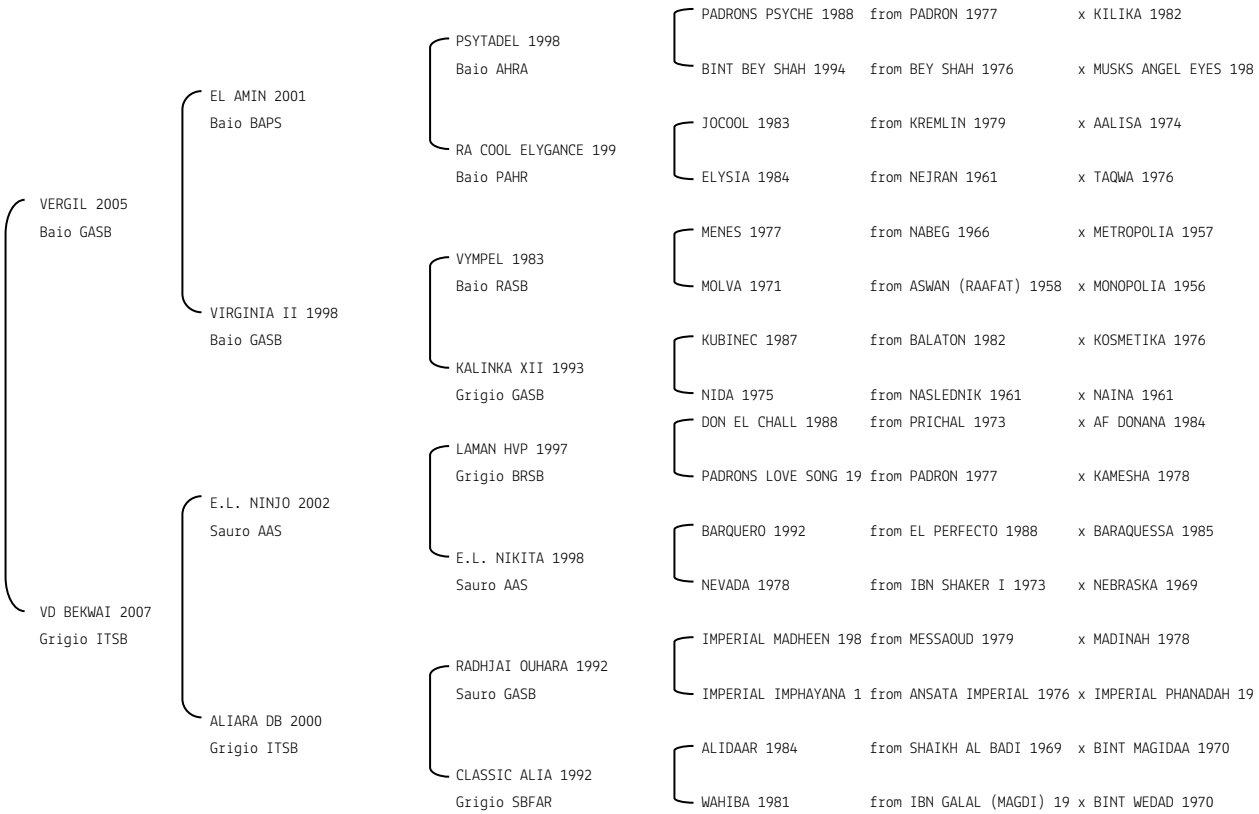 PADRONS PSYCHE 1988 from PADRON 1977 x KILIKA 1982
PSYTADEL 1998
Baio AHRA
BINT BEY SHAH 1994 from BEY SHAH 1976 x MUSKS ANGEL EYES 198
EL AMIN 2001
Baio BAPS
JOCOOL 1983 from KREMLIN 1979 x AALISA 1974
RA COOL ELYGANCE 199
Baio PAHR
ELYSIA 1984 from NEJRAN 1961 x TAQWA 1976
VERGIL 2005
Baio GASB
MENES 1977 from NABEG 1966 x METROPOLIA 1957
VYMPEL 1983
Baio RASB
MOLVA 1971 from ASWAN (RAAFAT) 1958 x MONOPOLIA 1956
VIRGINIA II 1998
Baio GASB
KUBINEC 1987 from BALATON 1982 x KOSMETIKA 1976
KALINKA XII 1993
Grigio GASB
NIDA 1975 from NASLEDNIK 1961 x NAINA 1961
DON EL CHALL 1988 from PRICHAL 1973 x AF DONANA 1984
LAMAN HVP 1997
Grigio BRSB
PADRONS LOVE SONG 19 from PADRON 1977 x KAMESHA 1978
E.L. NINJO 2002
Sauro AAS
BARQUERO 1992 from EL PERFECTO 1988 x BARAQUESSA 1985
E.L. NIKITA 1998
Sauro AAS
NEVADA 1978 from IBN SHAKER I 1973 x NEBRASKA 1969
VD BEKWAI 2007
Grigio ITSB
IMPERIAL MADHEEN 198 from MESSAOUD 1979 x MADINAH 1978
RADHJAI OUHARA 1992
Sauro GASB
IMPERIAL IMPHAYANA 1 from ANSATA IMPERIAL 1976 x IMPERIAL PHANADAH 19
ALIARA DB 2000
Grigio ITSB
ALIDAAR 1984 from SHAIKH AL BADI 1969 x BINT MAGIDAA 1970
CLASSIC ALIA 1992
Grigio SBFAR
WAHIBA 1981 from IBN GALAL (MAGDI) 19 x BINT WEDAD 1970